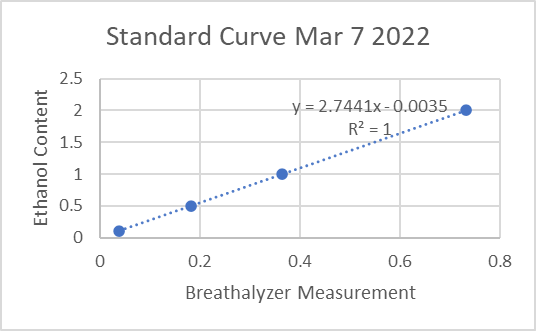 Standard Curve Mar 7 2022
2.5
2
1.5
1
0.5
0
y = 2.7441x - 0.0035
R² = 1
Ethanol Content
0 0.2 0.4 0.6 0.8
Breathalyzer Measurement